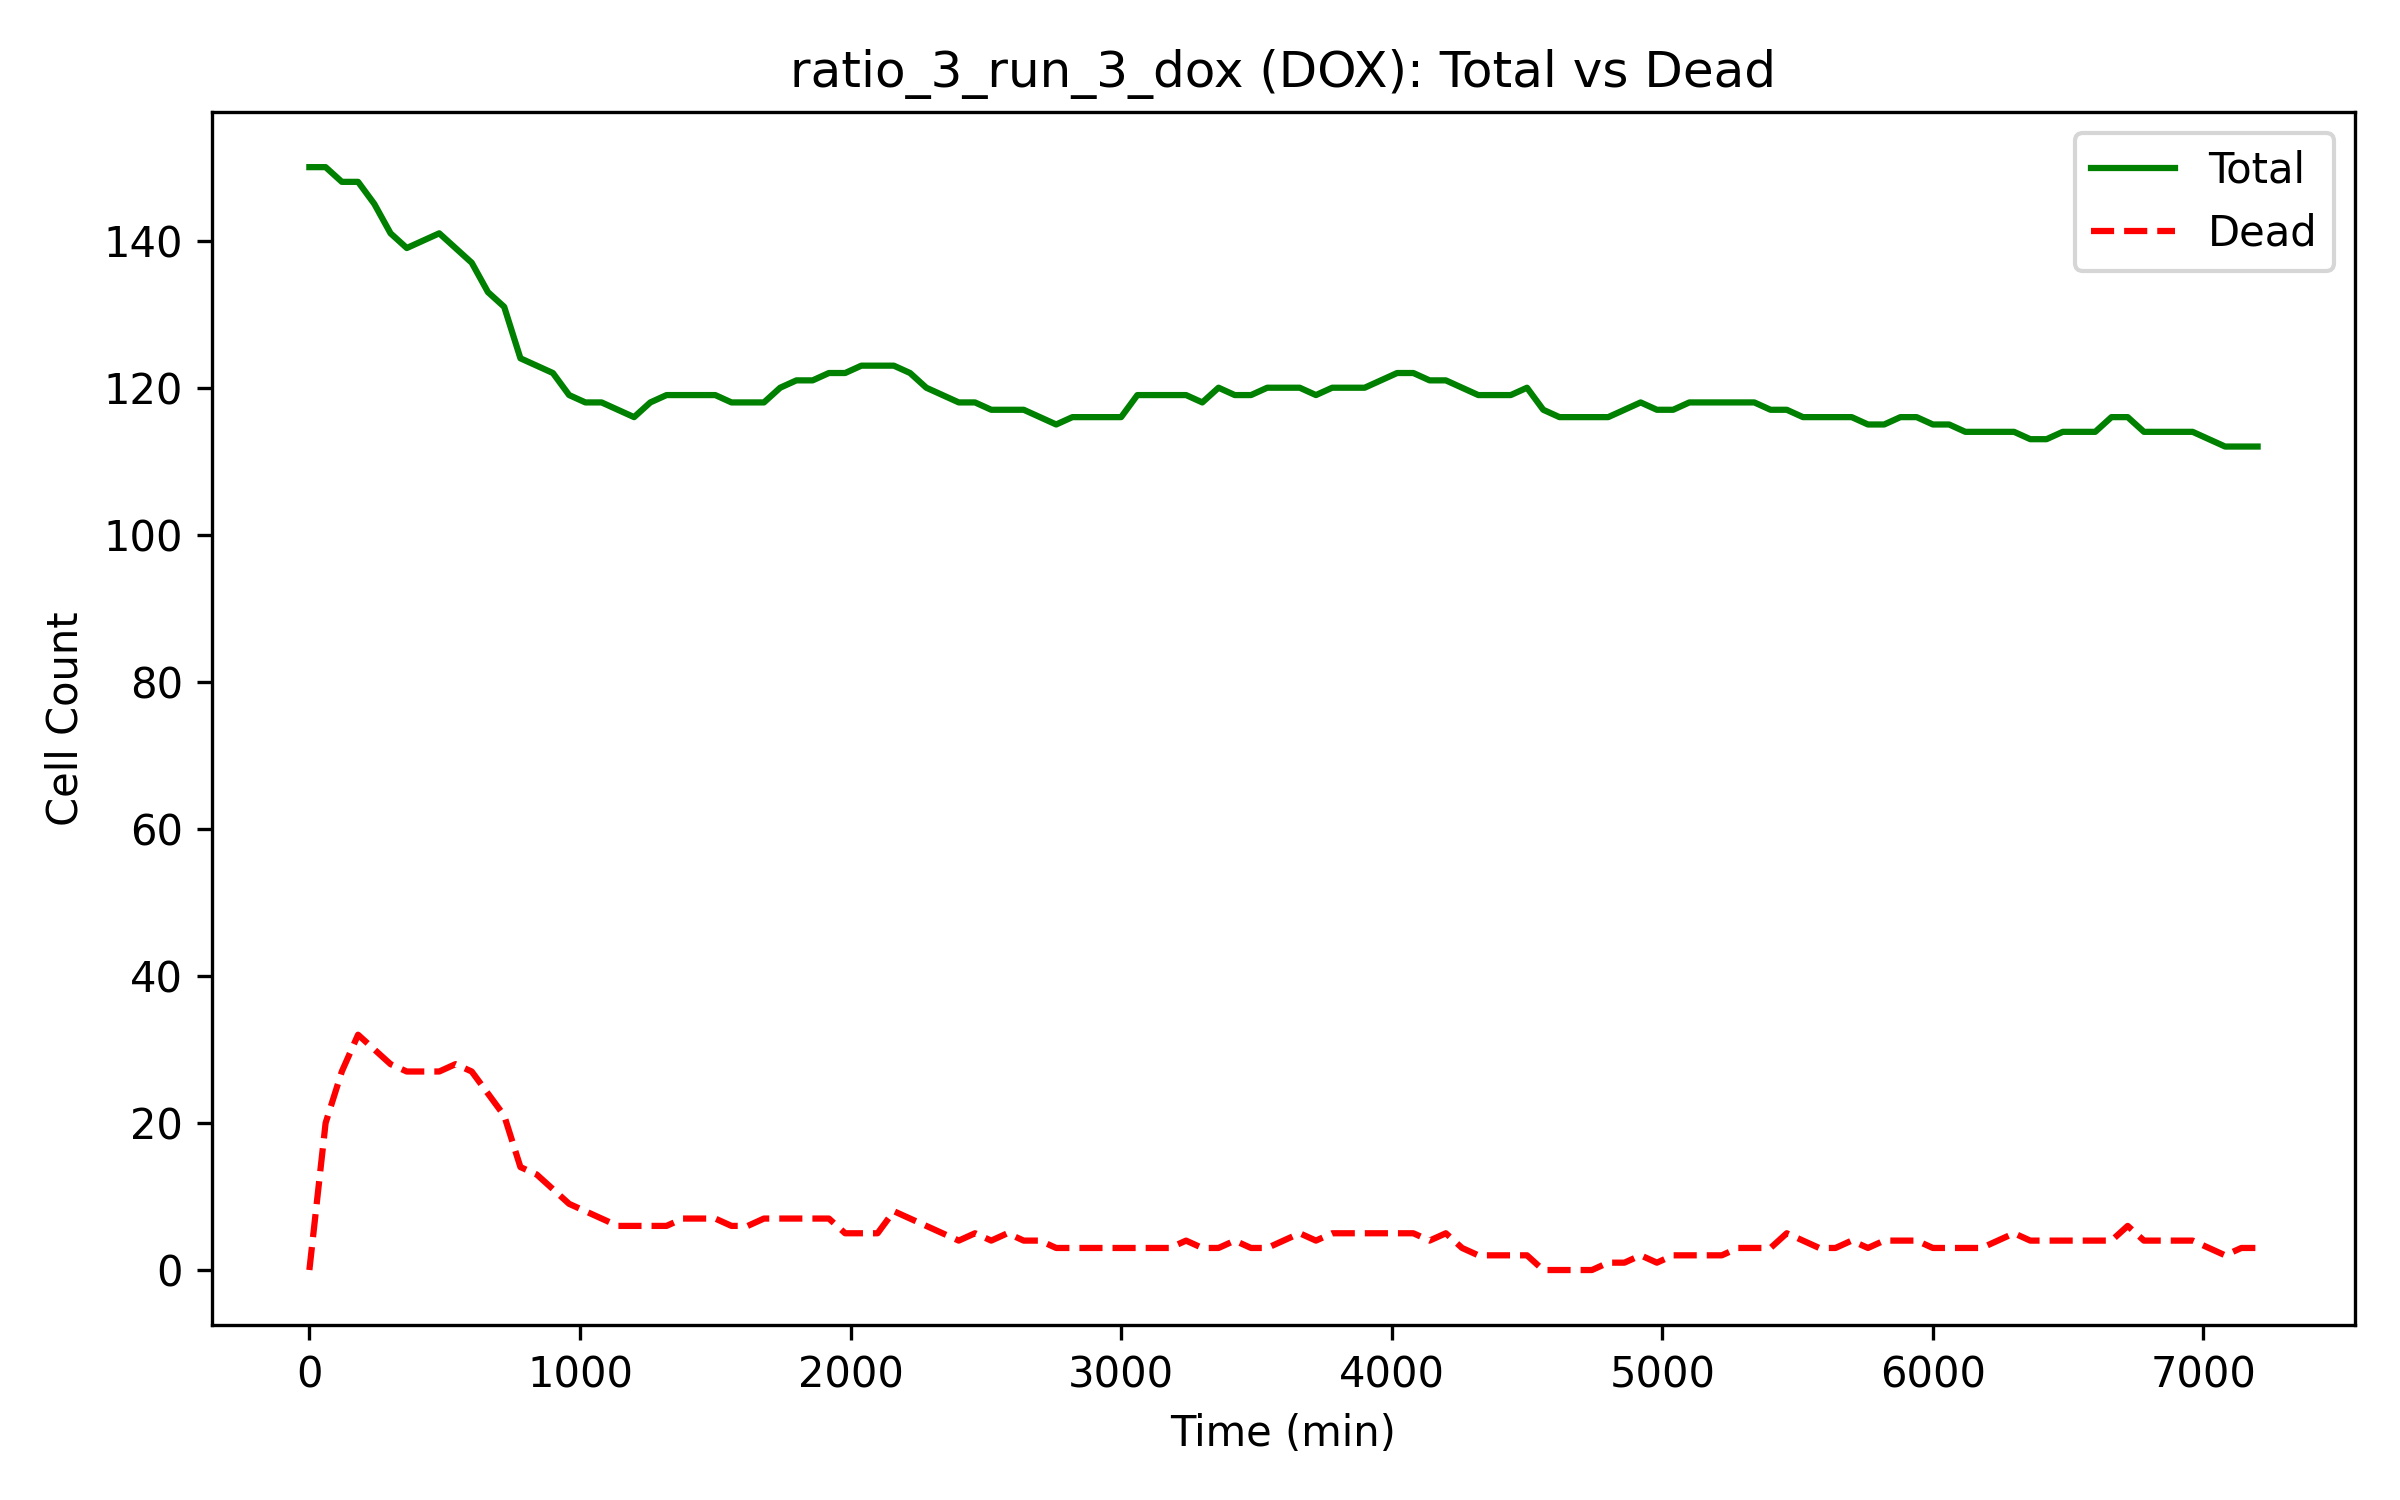 ratio_3_run_3_dox (DOX): Total vs Dead
Total
Dead
Cell Count
140
120
100
80
60
40
20
0
0 1000 2000 3000 4000 5000 6000 7000
Time (min)